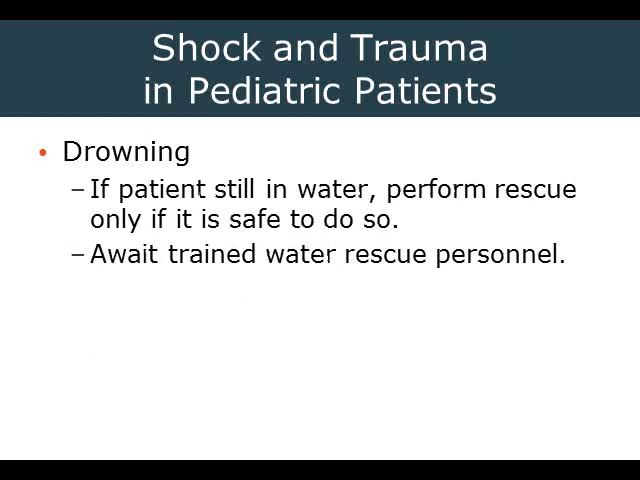 Shock and Trauma
in Pediatric Patients
• Drowning
– If patient still in water, perform rescue
only if it is safe to do so.
– Await trained water rescue personnel.